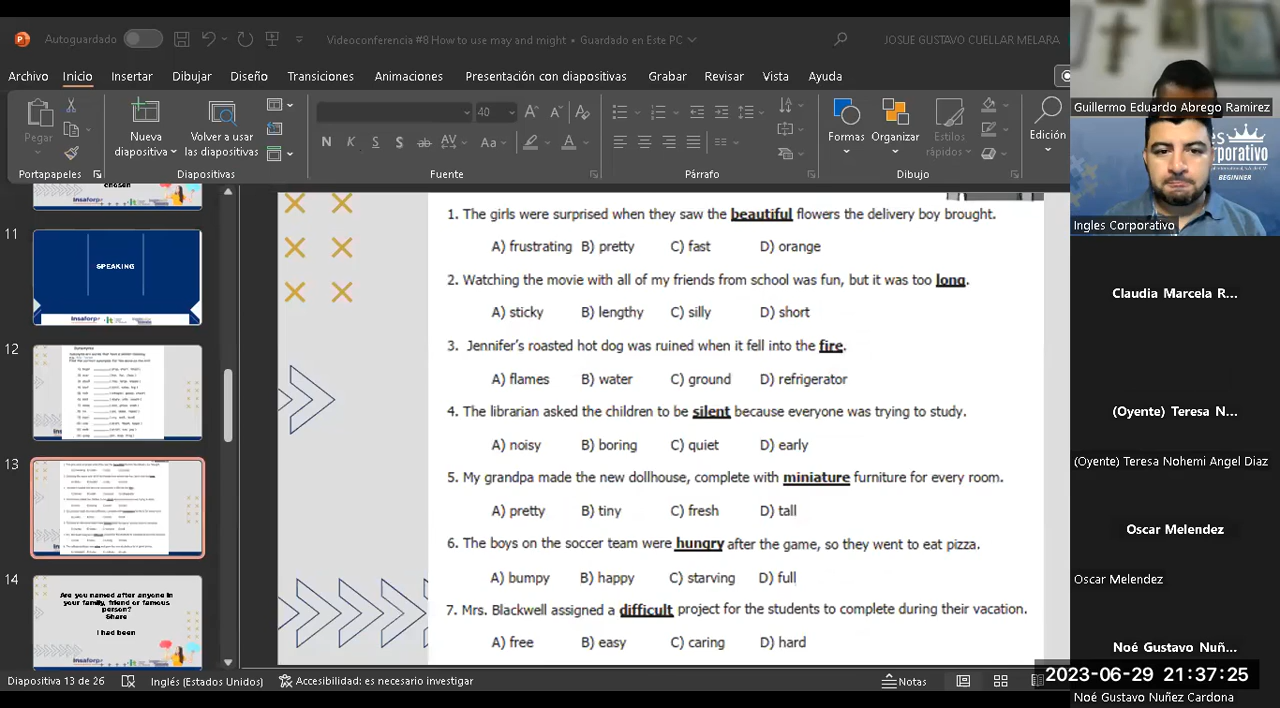 Autoguardado
Videoconferencia #8 How to use may and might • Guardado en Este PC
JOSUE GUSTAVO CUELLAR MELARA
Archivo Inicio Insertar Dibujar Diseño Transiciones Animaciones Presentación con diapositivas Grabar Revisar Vista Ayuda
40
Pegar
Nueva diapositiva
Volver a usar las diapositivas
N K S S ab AV Aa A
Formas Organizar Estilos rápidos Edición
Portapapeles Diapositivas Fuente Párrafo Dibujo
chosen
11
SPEAKING
12
13
14
Are you named after anyone in
your family, friend or famous
person?
Share
I had been
1. The girls were surprised when they saw the beautiful flowers the delivery boy brought.
A) frustrating B) pretty C) fast D) orange
2. Watching the movie with all of my friends from school was fun, but it was too long.
A) sticky B) lengthy C) silly D) short
3. Jennifer's roasted hot dog was ruined when it fell into the fire.
A) flames B) water C) ground D) refrigerator
4. The librarian asked the children to be silent because everyone was trying to study.
A) noisy B) boring C) quiet D) early
5. My grandpa made the new dollhouse, complete with miniature furniture for every room.
A) pretty B) tiny C) fresh D) tall
6. The boys on the soccer team were hungry after the game, so they went to eat pizza.
A) bumpy B) happy C) starving D) full
7. Mrs. Blackwell assigned a difficult project for the students to complete during their vacation.
A) free B) easy C) caring D) hard
Diapositiva 13 de 26 Inglés (Estados Unidos) Accesibilidad: es necesario investigar Notas
Guillermo Eduardo Abrego Ramirez
es
rporativo
BEGINNER
Ingles Corporativo
Claudia Marcela R...
(Oyente) Teresa N...
(Oyente) Teresa Nohemi Angel Diaz
Oscar Melendez
Oscar Melendez
Noé Gustavo Nuñ...
2023-06-29 21:37:25
Noé Gustavo Nuñez Cardona